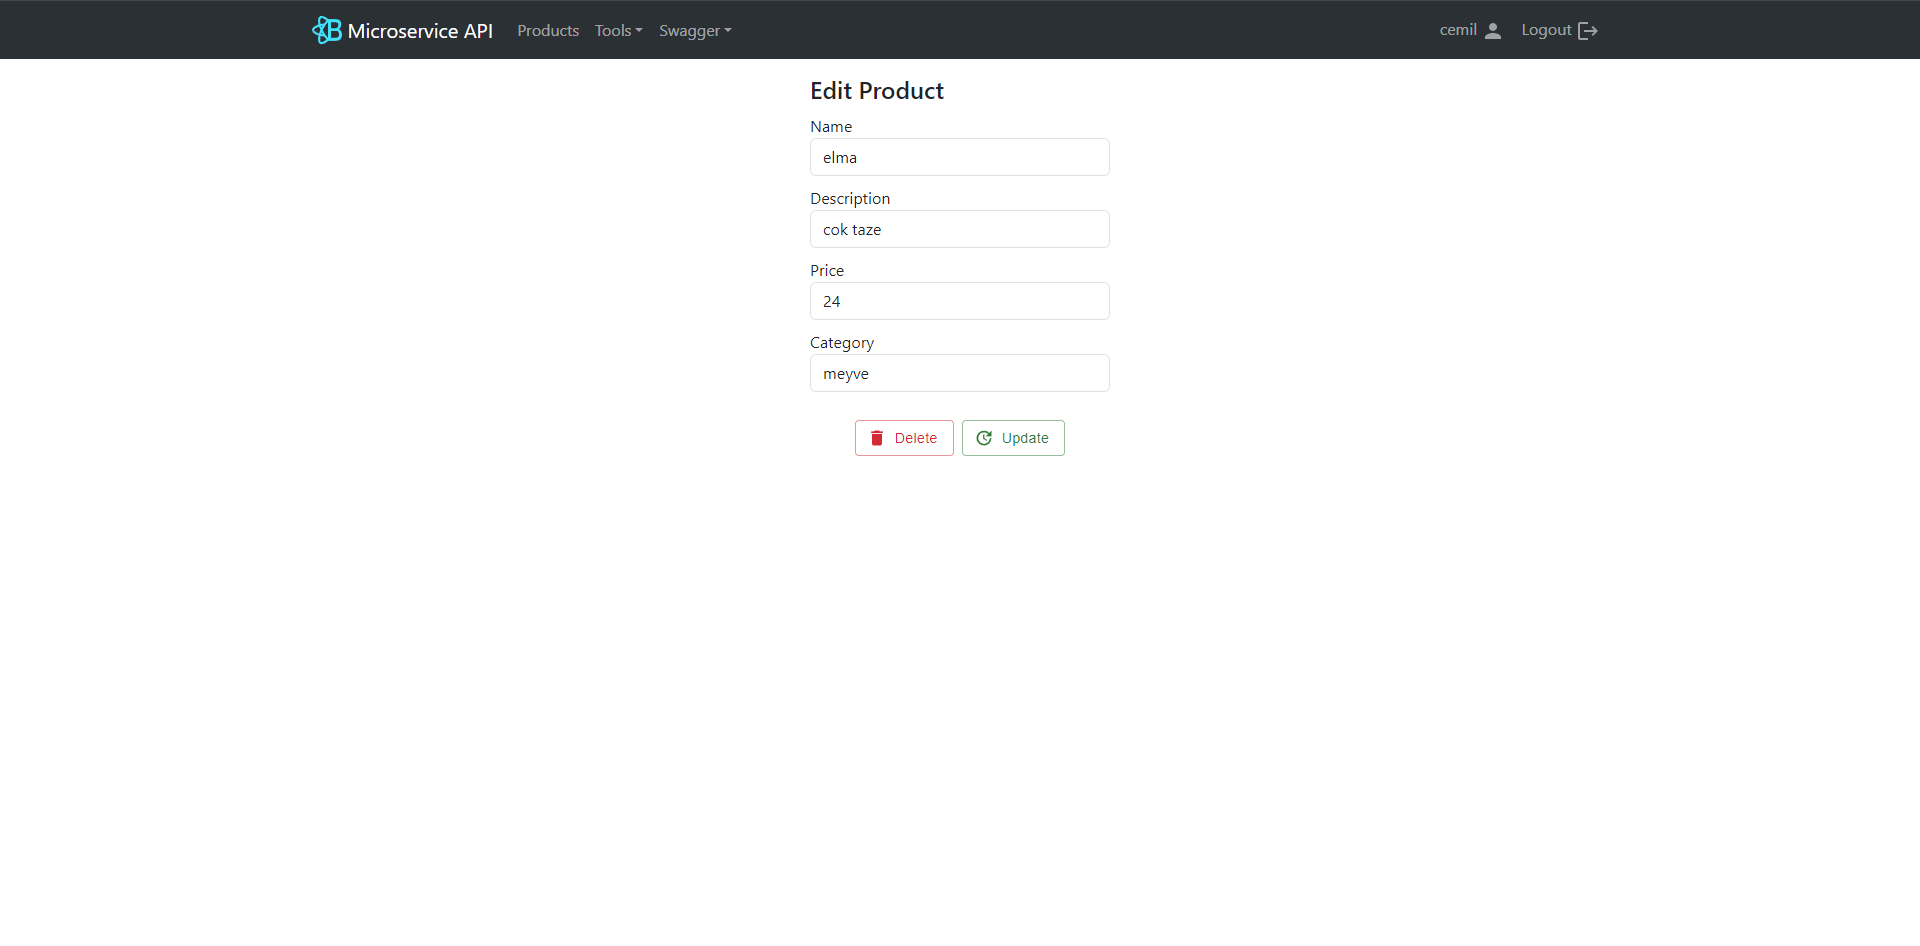 Microservice API Products Tools Swagger cemil Logout
Edit Product
Name
elma
Description
cok taze
Price
24
Category
meyve
Delete Update